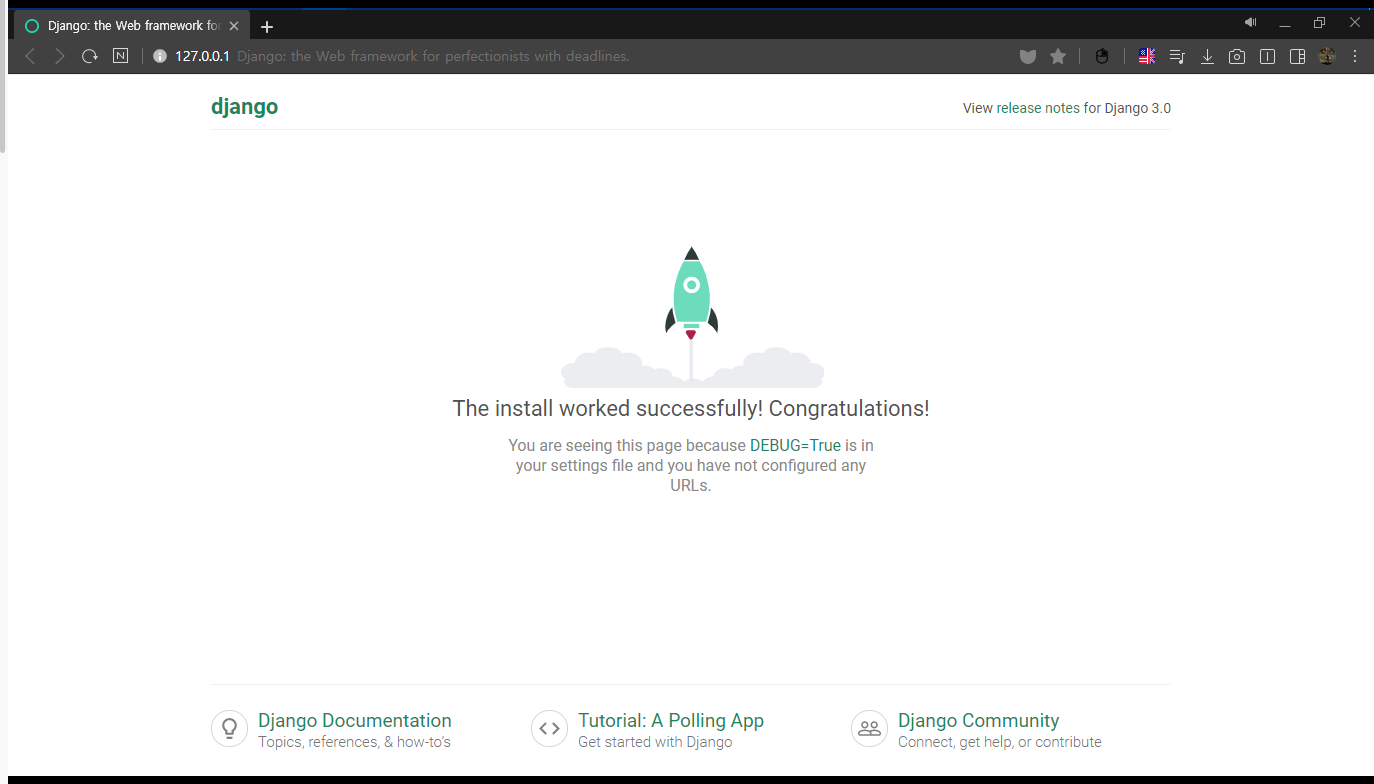 Django: the Web framework fo
N
127.0.0.1 Django: the Web framework for perfectionists with deadlines.
django
View release notes for Django 3.0
The install worked successfully! Congratulations!
You are seeing this page because DEBUG=True is in
your settings file and you have not configured any
URLs.
Django Documentation
Topics, references, & how-to's
Tutorial: A Polling App
Get started with Django
Django Community
Connect, get help, or contribute